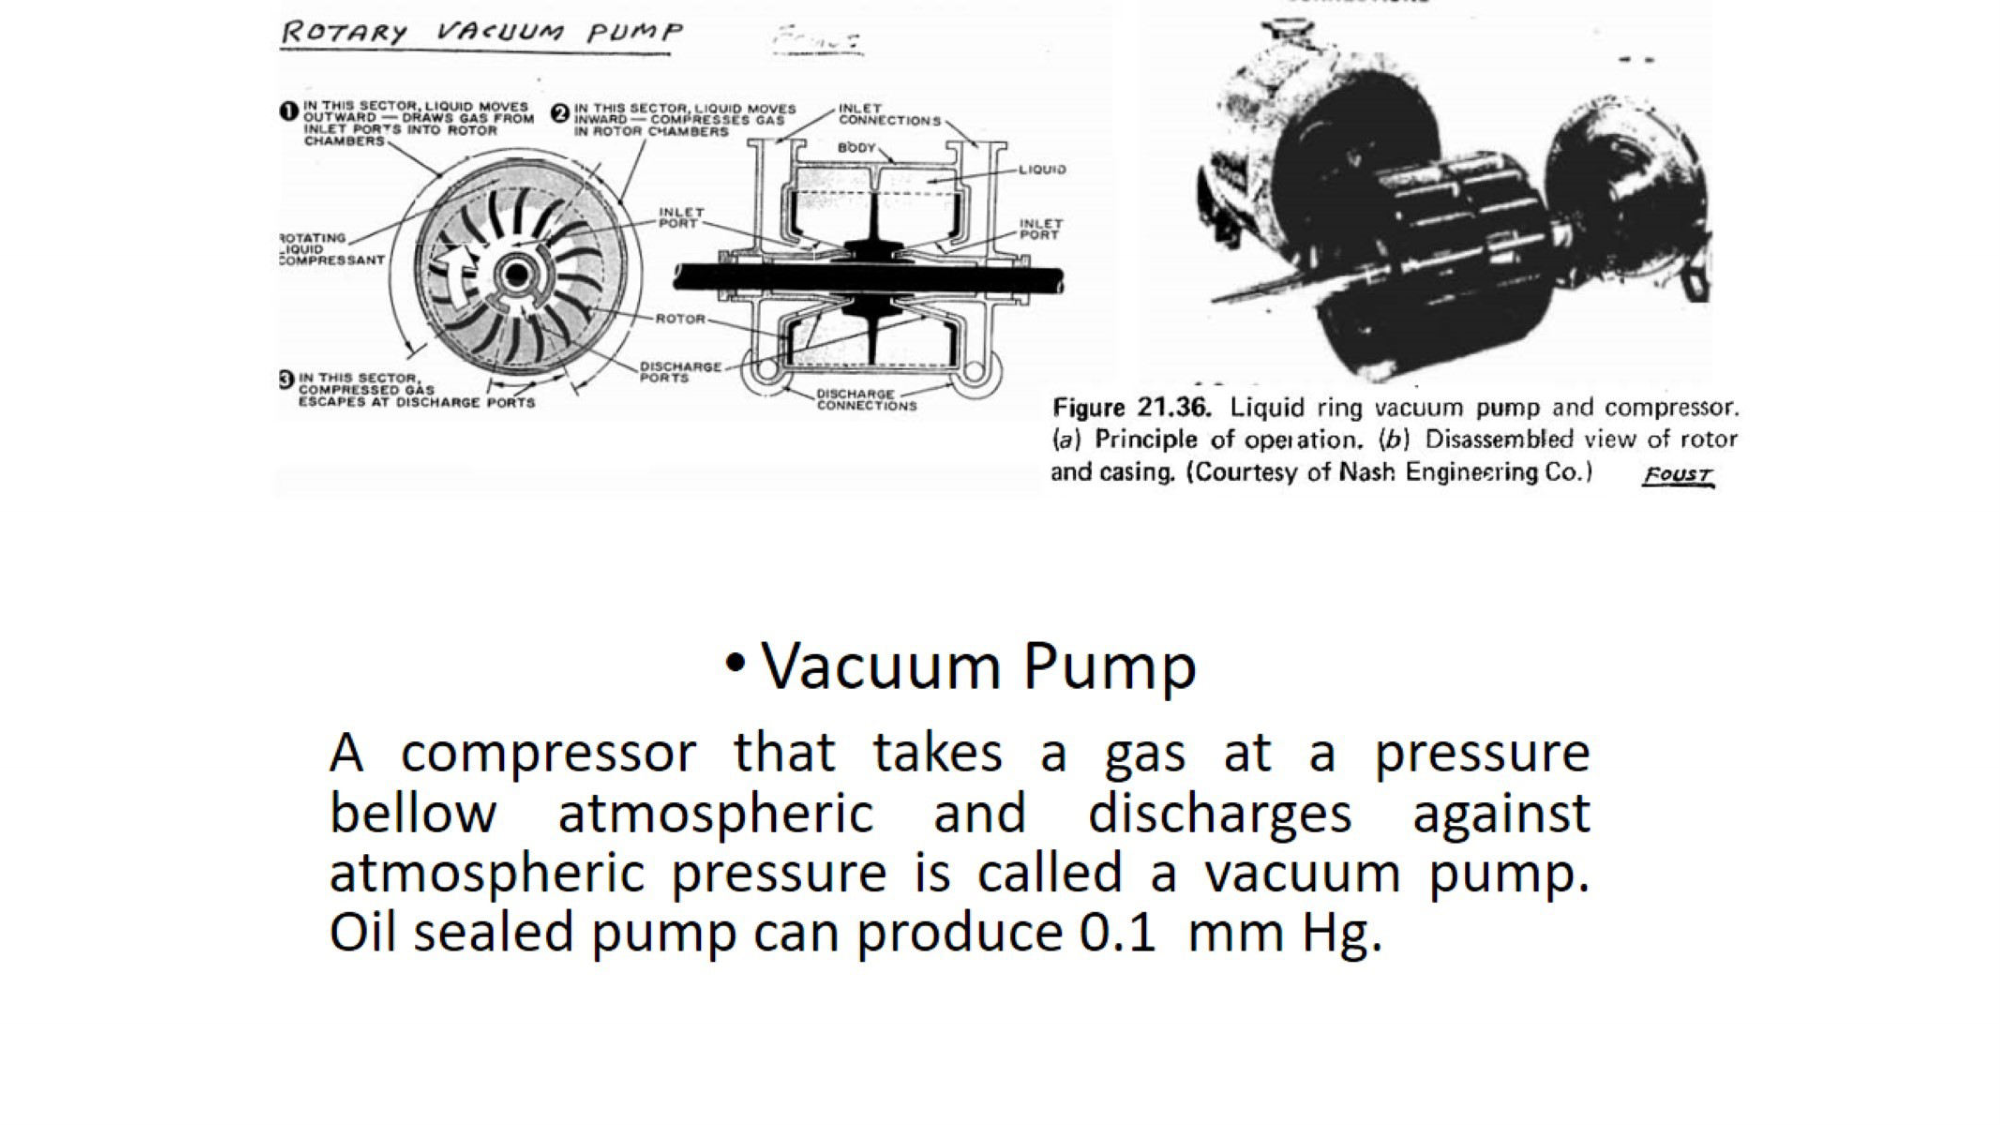 ROTARY VACUUM PUMP
1 IN THIS SECTOR, LIQUID MOVES
OUTWARD — DRAWS GAS FROM
INLET PORTS INTO ROTOR
CHAMBERS
2 IN THIS SECTOR, LIQUID MOVES
INWARD — COMPRESSES GAS
IN ROTOR CHAMBERS
INLET
CONNECTIONS
BODY
LIQUID
INLET
PORT
INLET
PORT
ROTATING
LIQUID
COMPRESSANT
ROTOR
DISCHARGE
PORTS
3 IN THIS SECTOR,
COMPRESSED GAS
ESCAPES AT DISCHARGE PORTS
DISCHARGE
CONNECTIONS
Figure 21.36. Liquid ring vacuum pump and compressor.
(a) Principle of operation. (b) Disassembled view of rotor
and casing. (Courtesy of Nash Engineering Co.) FOUST
• Vacuum Pump
A compressor that takes a gas at a pressure
bellow atmospheric and discharges against
atmospheric pressure is called a vacuum pump.
Oil sealed pump can produce 0.1 mm Hg.